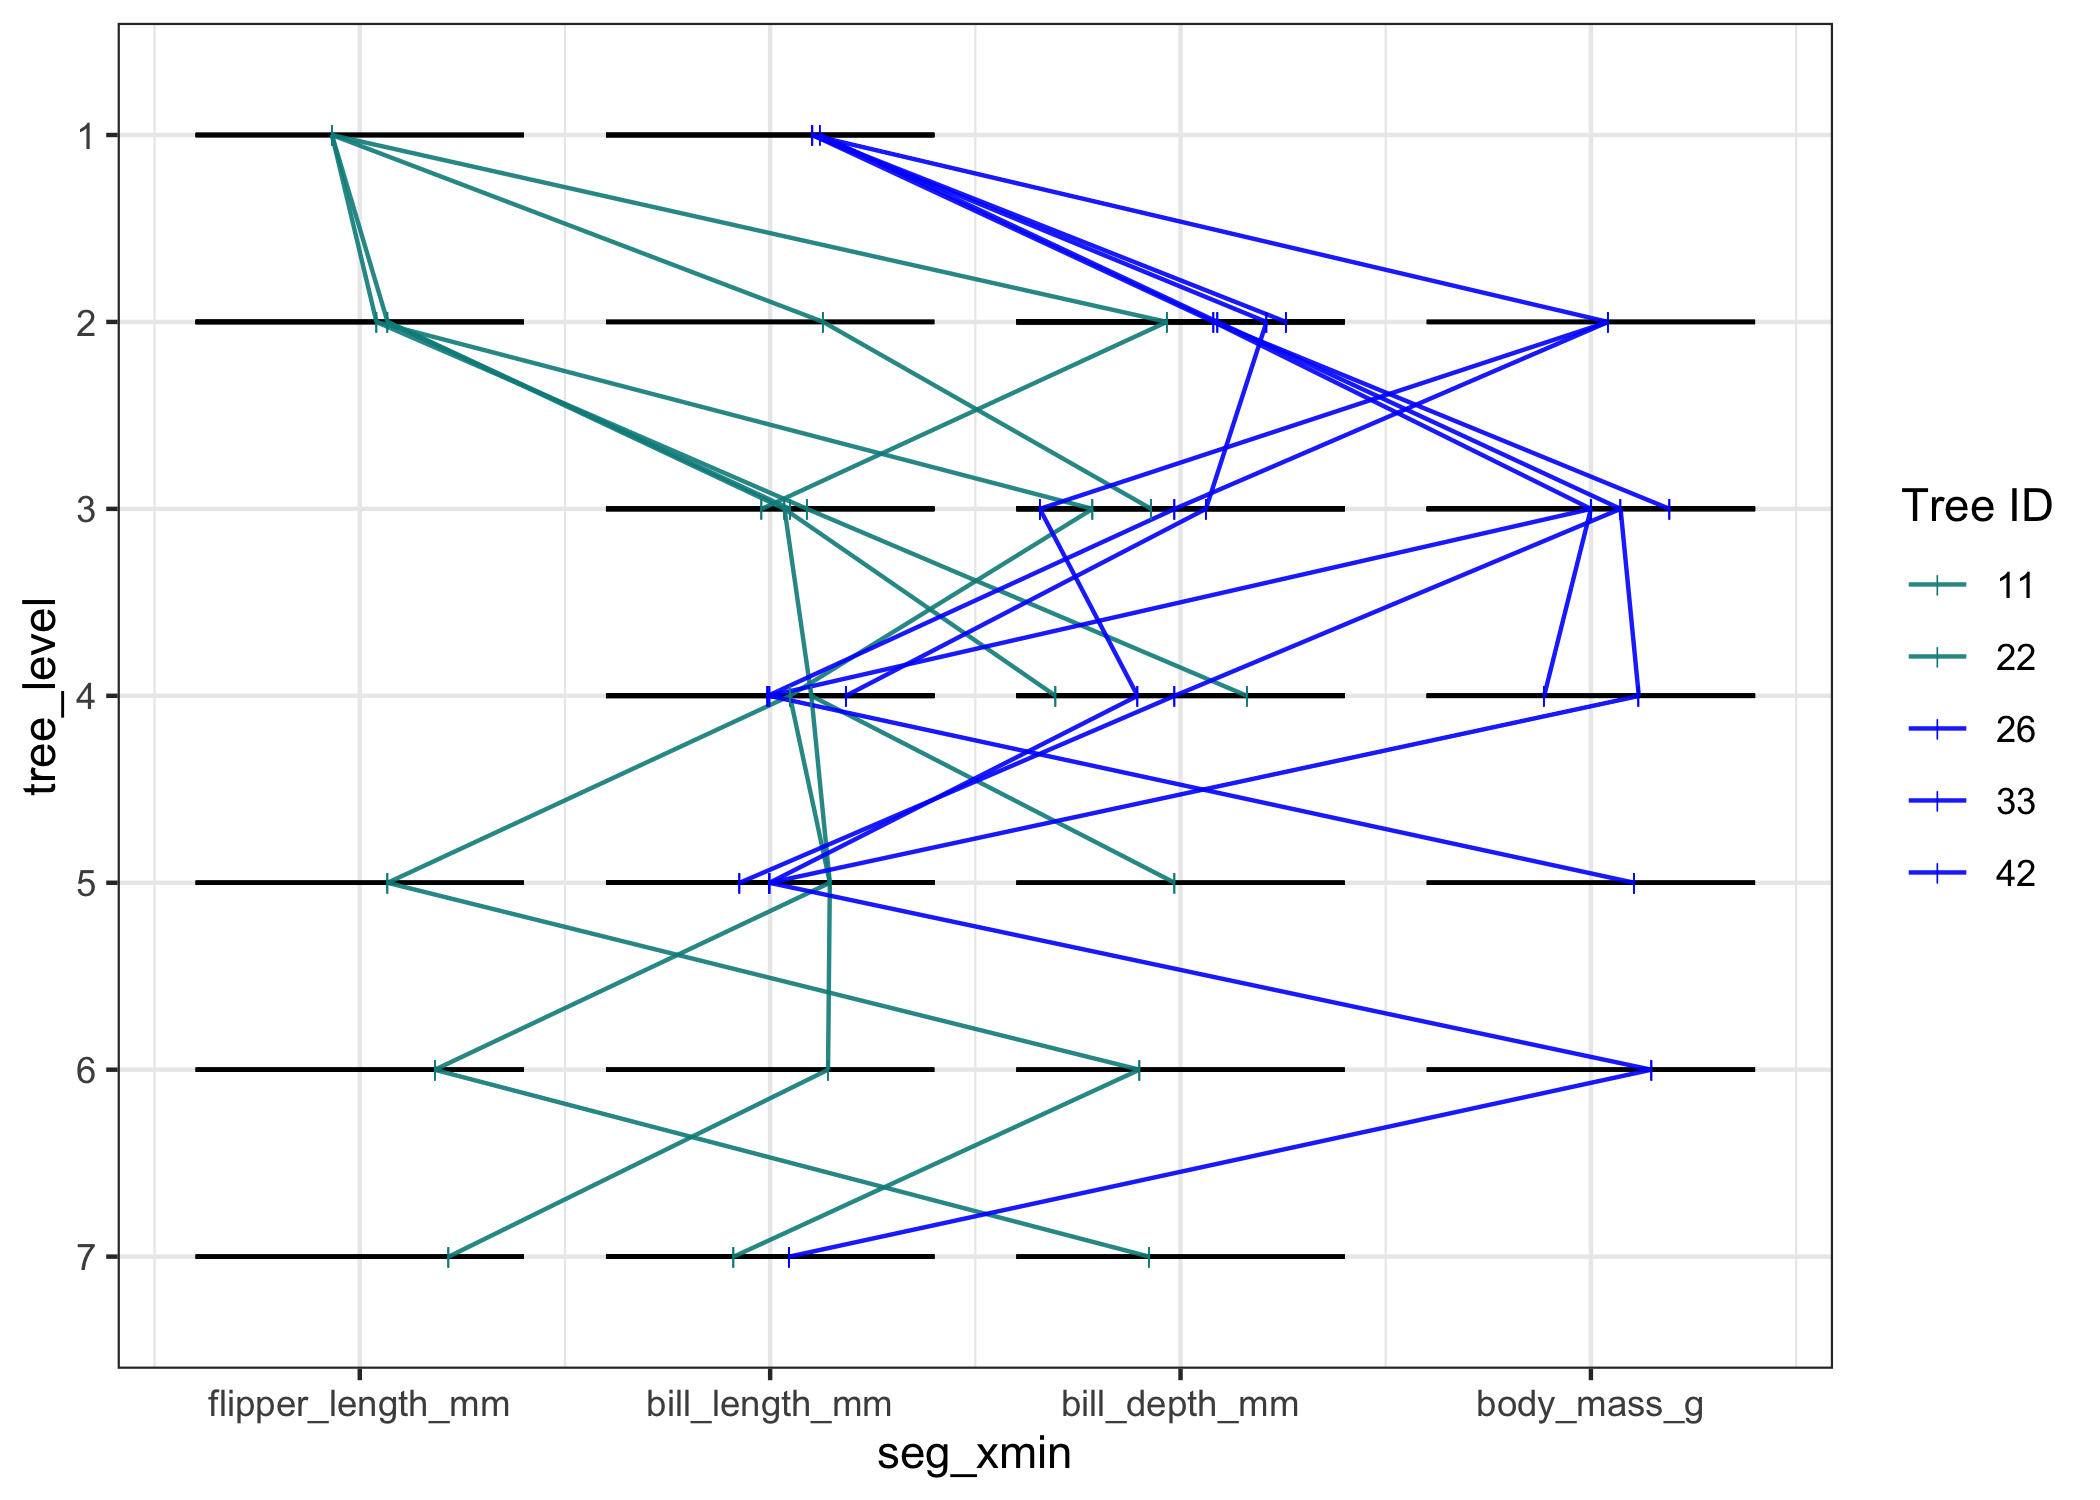 tree_level
1
2
3
4
5
6
7
flipper_length_mm
bill_length_mm
bill_depth_mm
body_mass_g
seg_xmin
Tree ID
11
22
26
33
42